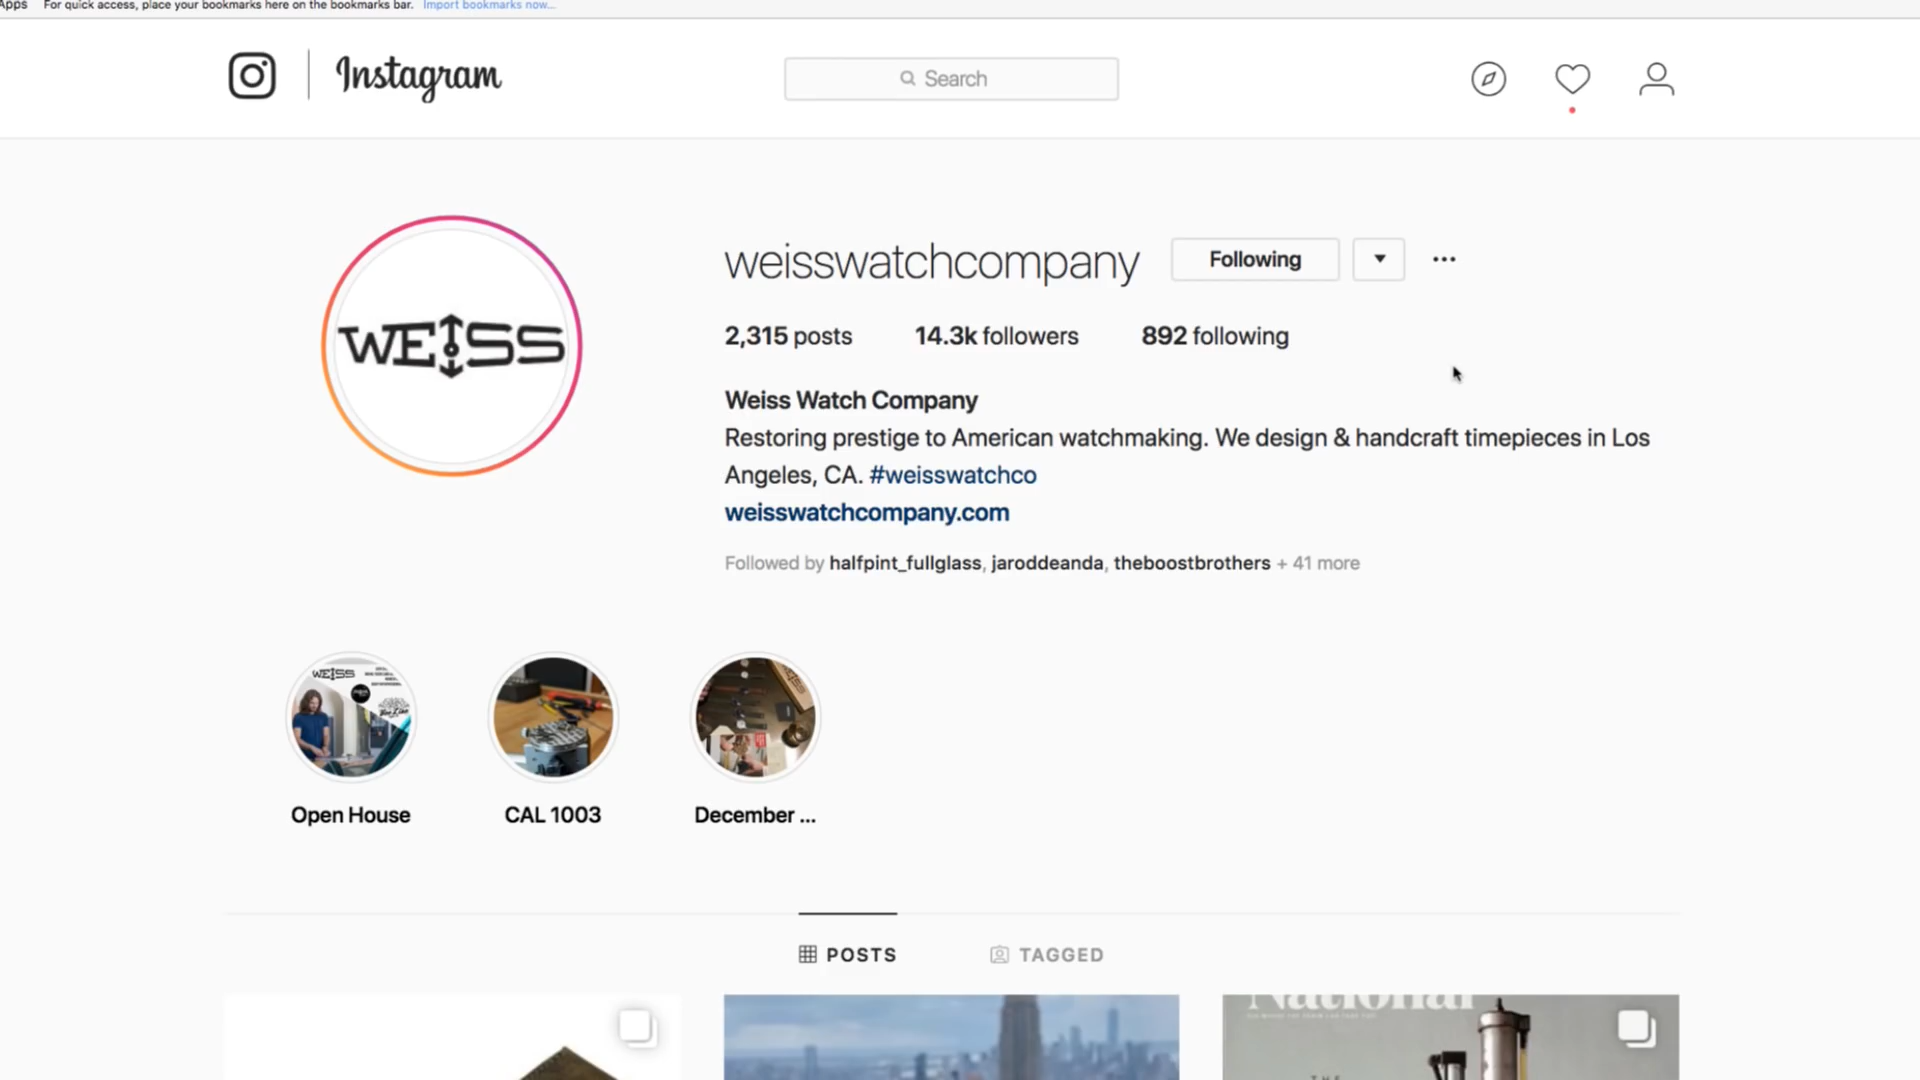 Apps For quick access, place your bookmarks here on the bookmarks bar. Import bookmarks now...
Instagram
Search
weisswatchcompany
Following
WEISS
2,315 posts 14.3k followers 892 following
Weiss Watch Company
Restoring prestige to American watchmaking. We design & handcraft timepieces in Los
Angeles, CA. #weisswatchco
weisswatchcompany.com
Followed by halfpint_fullglass, jaroddeanda, theboostbrothers + 41 more
WEISS
Open House
CAL 1003
December ...
POSTS
TAGGED
National
THE